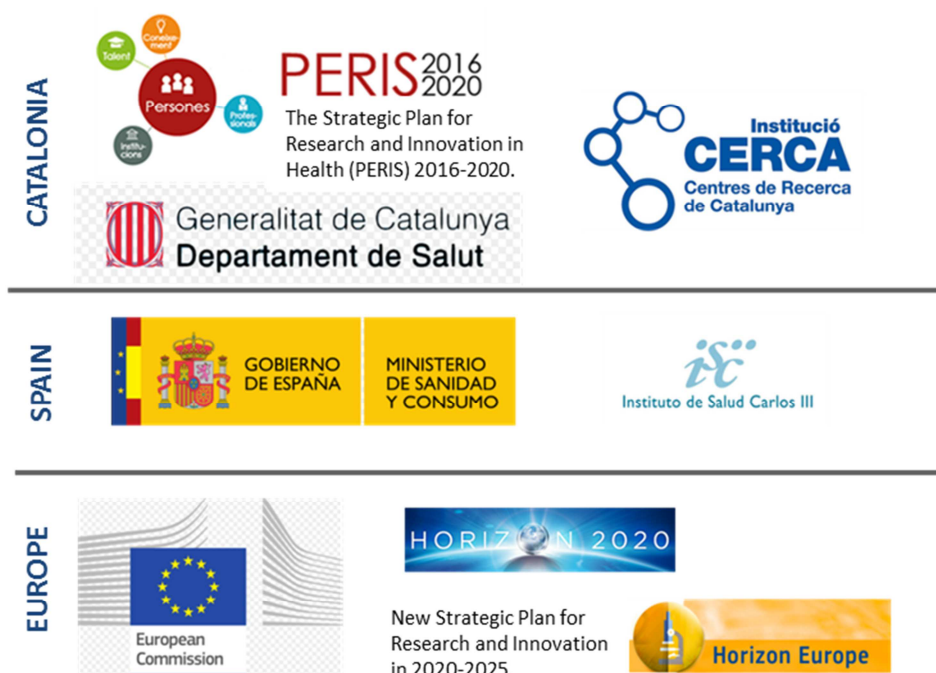 CATALONIA
Coneixe-
ment
Talent
Persones
Profes-
sionals
Institu-
cions
PERIS 2016
2020
The Strategic Plan for
Research and Innovation in
Health (PERIS) 2016-2020.
Generalitat de Catalunya
Departament de Salut
Institució
CERCA
Centres de Recerca
de Catalunya
SPAIN
GOBIERNO
DE ESPAÑA
MINISTERIO
DE SANIDAD
Y CONSUMO
isc
Instituto de Salud Carlos III
EUROPE
European
Commission
HORIZON 2020
New Strategic Plan for
Research and Innovation
in 2020-2025
Horizon Europe